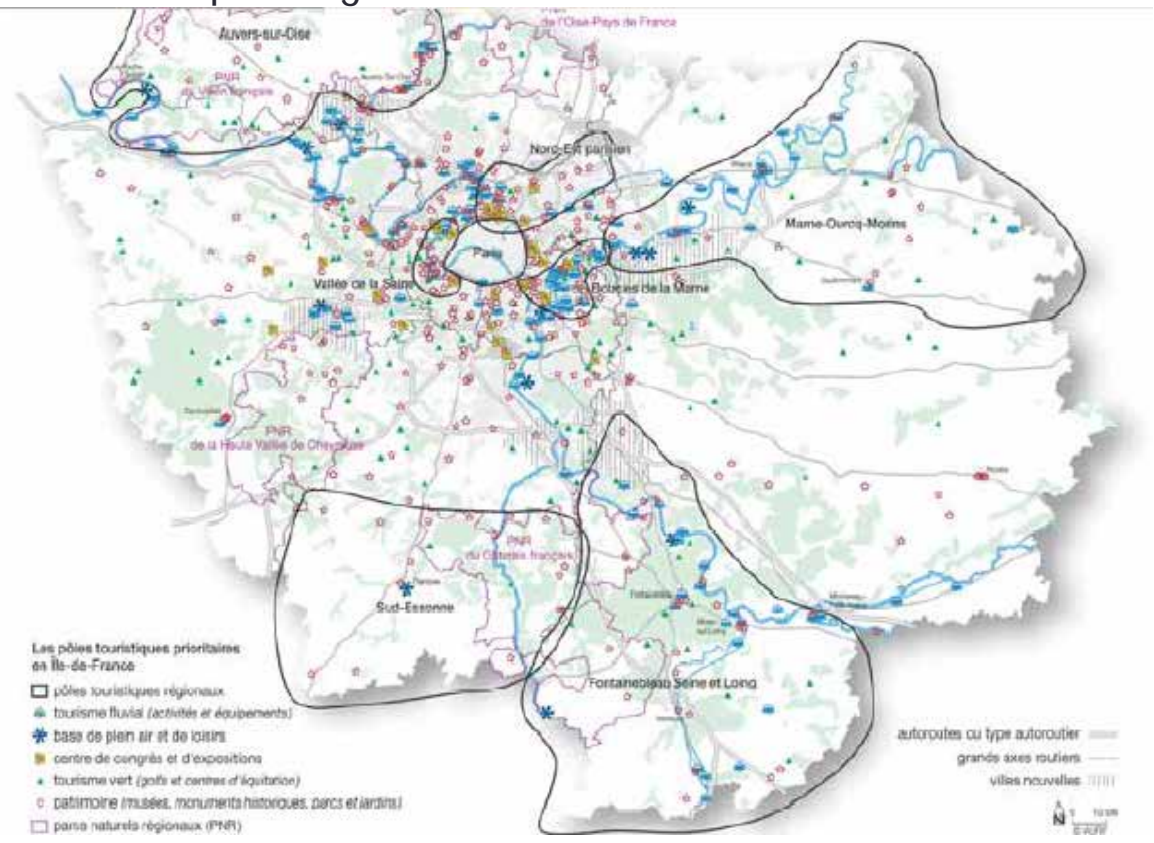 Auvers-sur-Oise
PNR
de l'Oise-Pays de France
PNR
du Vexin français
Nord-Est parisien
Marne-Ourcq-Morins
Paris
Vallée de la Seine
Boucles de la Marne
PNR
de la Haute Vallée de Chevreuse
Provins
PNR
du Gâtinais français
Sud-Essonne
Fontainebleau
Fontainebleau Seine et Loing
Les pôles touristiques prioritaires
en Île-de-France
pôles touristiques régionaux
tourisme fluvial (activités et équipements)
base de plein air et de loisirs
centre de congrès et d'expositions
tourisme vert (golfs et centres d'équitation)
patrimoine (musées, monuments historiques, parcs et jardins)
parcs naturels régionaux (PNR)
autoroutes ou type autoroutier
grands axes routiers
villes nouvelles
N